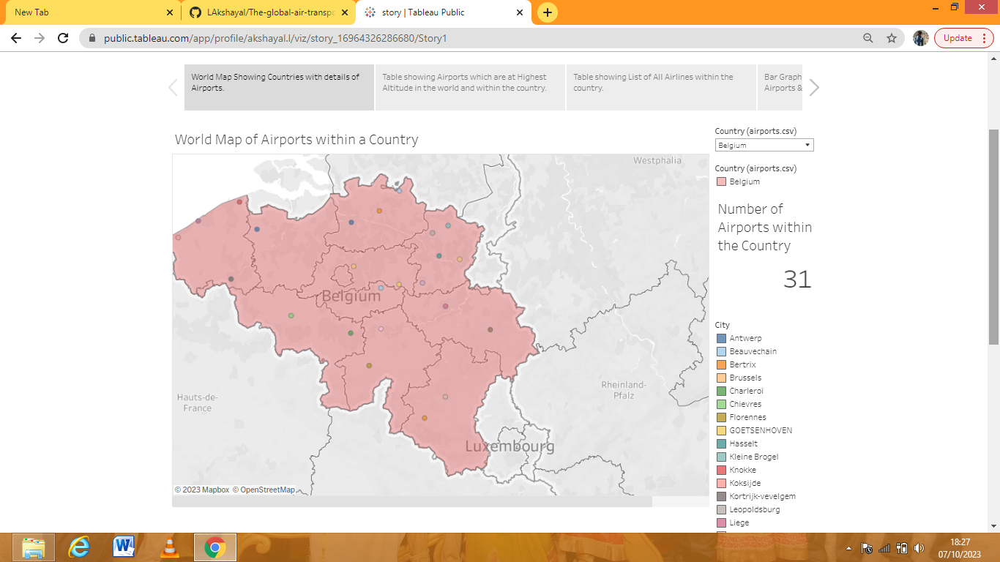 New Tab
LAkshayal/The-global-air-transpo
story | Tableau Public
public.tableau.com/app/profile/akshayal.l/viz/story_16964326286680/Story1
Update
World Map Showing Countries with details of
Airports.
Table showing Airports which are at Highest
Altitude in the world and within the country.
Table showing List of All Airlines within the
country.
Bar Graph
Airports &
World Map of Airports within a Country
Westphalia
Belgium
Hauts-de-
France
Rheinland-
Pfalz
Luxembourg
© 2023 Mapbox © OpenStreetMap
Country (airports.csv)
Belgium
Country (airports.csv)
Belgium
Number of
Airports within
the Country
31
City
Antwerp
Beauvechain
Bertrix
Brussels
Charleroi
Chievres
Florennes
GOETSENHOVEN
Hasselt
Kleine Brogel
Knokke
Koksijde
Kortrijk-vevelgem
Leopoldsburg
Liege
18:27
07/10/2023